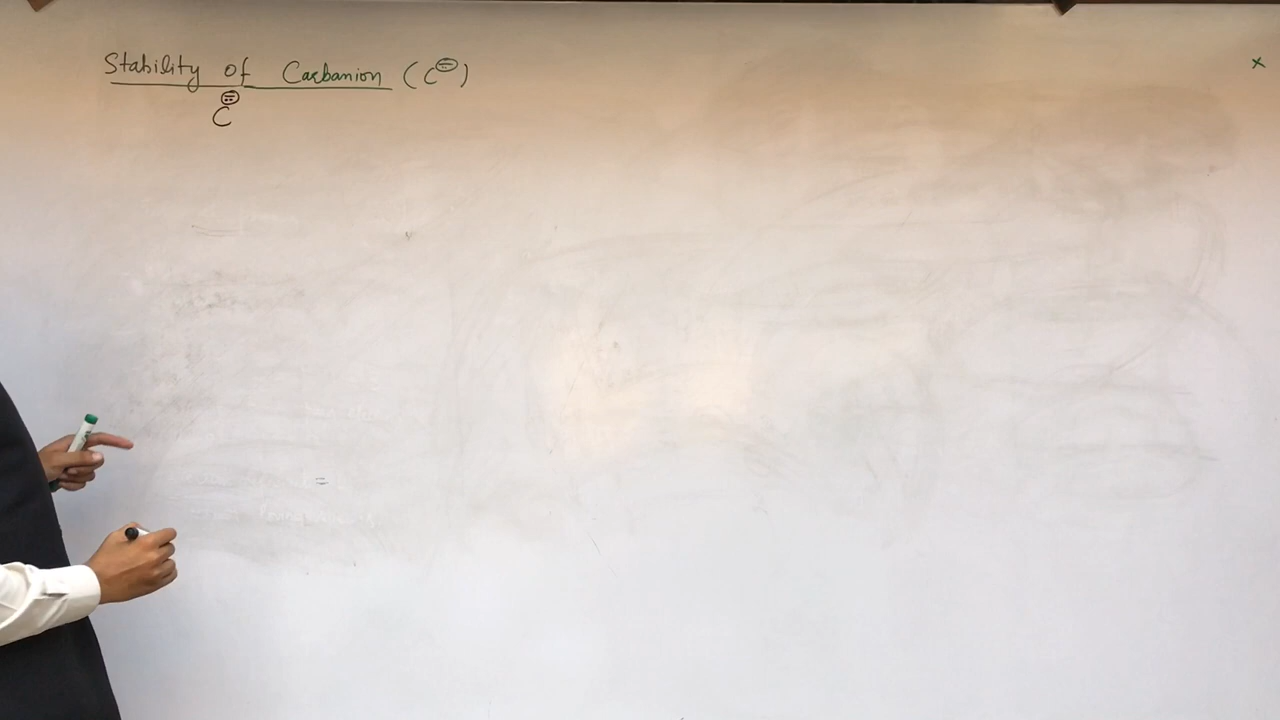 Stability of Carbanion (C⊖)
C⊖
x
=